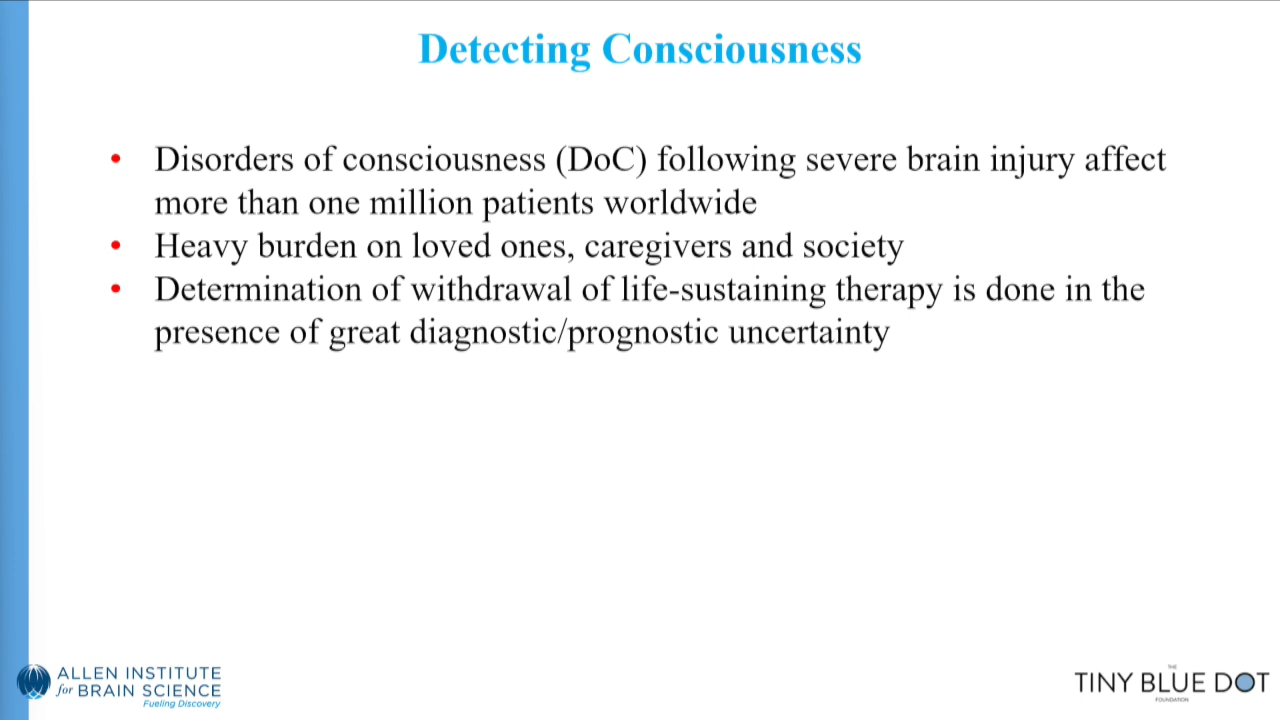 Detecting Consciousness
• Disorders of consciousness (DoC) following severe brain injury affect
more than one million patients worldwide
• Heavy burden on loved ones, caregivers and society
• Determination of withdrawal of life-sustaining therapy is done in the
presence of great diagnostic/prognostic uncertainty
ALLEN INSTITUTE
for BRAIN SCIENCE
Fueling Discovery
THE
TINY BLUE DOT
FOUNDATION